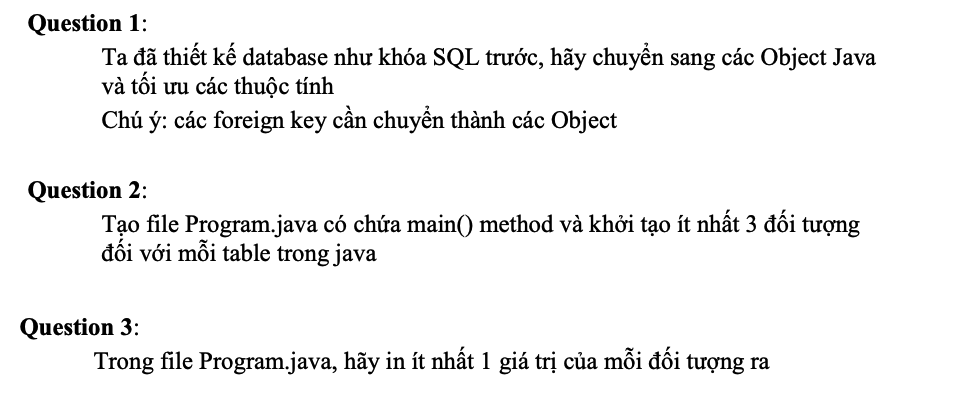 Question 1:
Ta đã thiết kế database như khóa SQL trước, hãy chuyển sang các Object Java
và tối ưu các thuộc tính
Chú ý: các foreign key cần chuyển thành các Object
Question 2:
Tạo file Program.java có chứa main() method và khởi tạo ít nhất 3 đối tượng
đối với mỗi table trong java
Question 3:
Trong file Program.java, hãy in ít nhất 1 giá trị của mỗi đối tượng ra